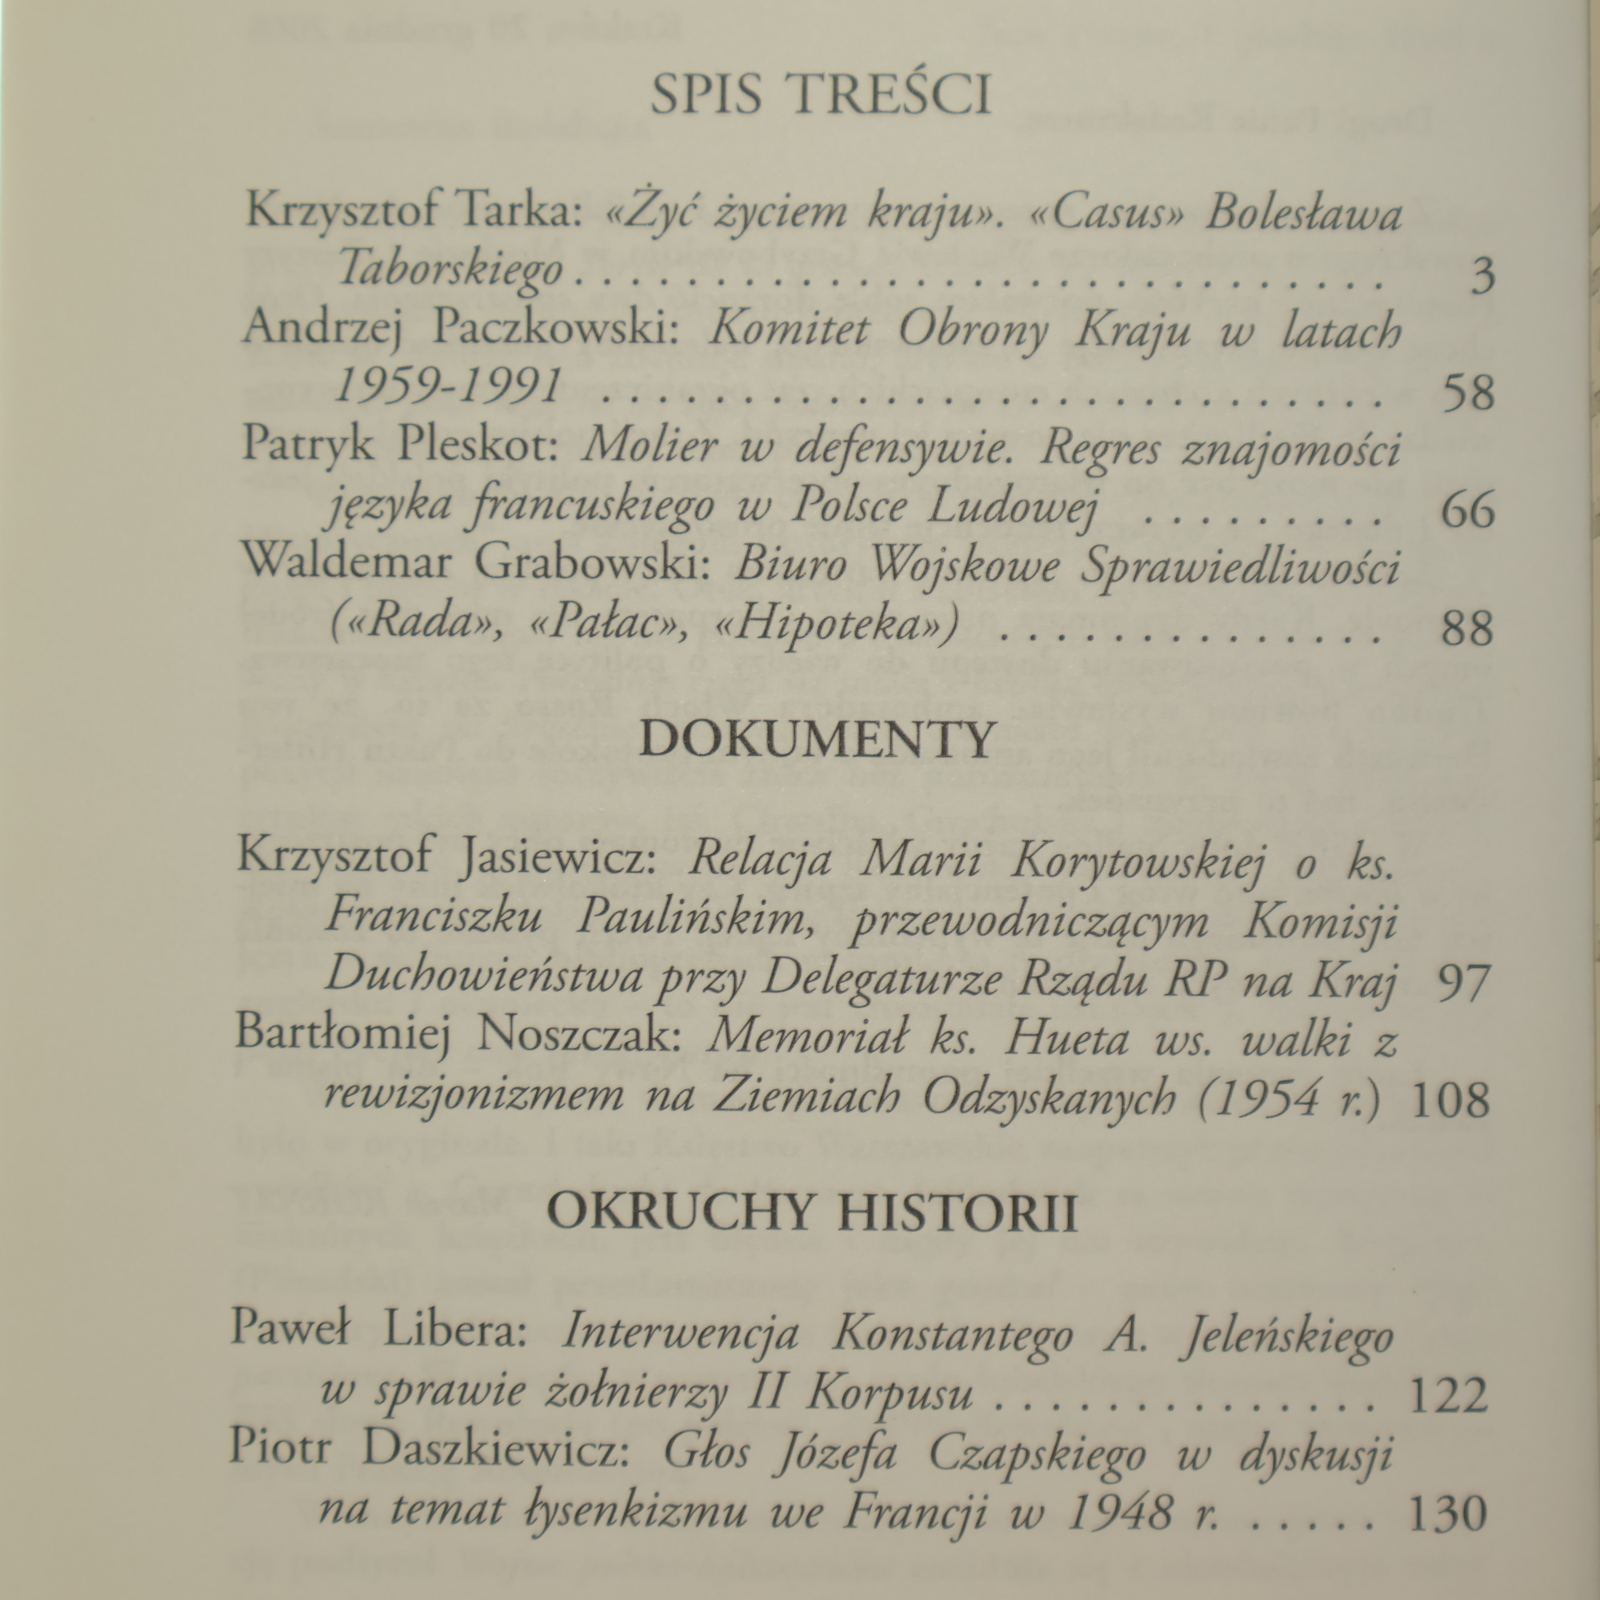 SPIS TREŚCI
Krzysztof Tarka: «Żyć życiem kraju». «Casus» Bolesława
Taborskiego . . . . . . . . . . . . . . . . . . . . . . . . . . . . . 3
Andrzej Paczkowski: Komitet Obrony Kraju w latach
1959-1991 . . . . . . . . . . . . . . . . . . . . . . . . . . . . 58
Patryk Pleskot: Molier w defensywie. Regres znajomości
języka francuskiego w Polsce Ludowej . . . . . . . . . 66
Waldemar Grabowski: Biuro Wojskowe Sprawiedliwości
(«Rada», «Pałac», «Hipoteka») . . . . . . . . . . . . . . 88
DOKUMENTY
Krzysztof Jasiewicz: Relacja Marii Korytowskiej o ks.
Franciszku Paulińskim, przewodniczącym Komisji
Duchowieństwa przy Delegaturze Rządu RP na Kraj 97
Bartłomiej Noszczak: Memoriał ks. Hueta ws. walki z
rewizjonizmem na Ziemiach Odzyskanych (1954 r.) 108
OKRUCHY HISTORII
Paweł Libera: Interwencja Konstantego A. Jeleńskiego
w sprawie żołnierzy II Korpusu . . . . . . . . . . . . . . 122
Piotr Daszkiewicz: Głos Józefa Czapskiego w dyskusji
na temat łysenkizmu we Francji w 1948 r. . . . . . 130